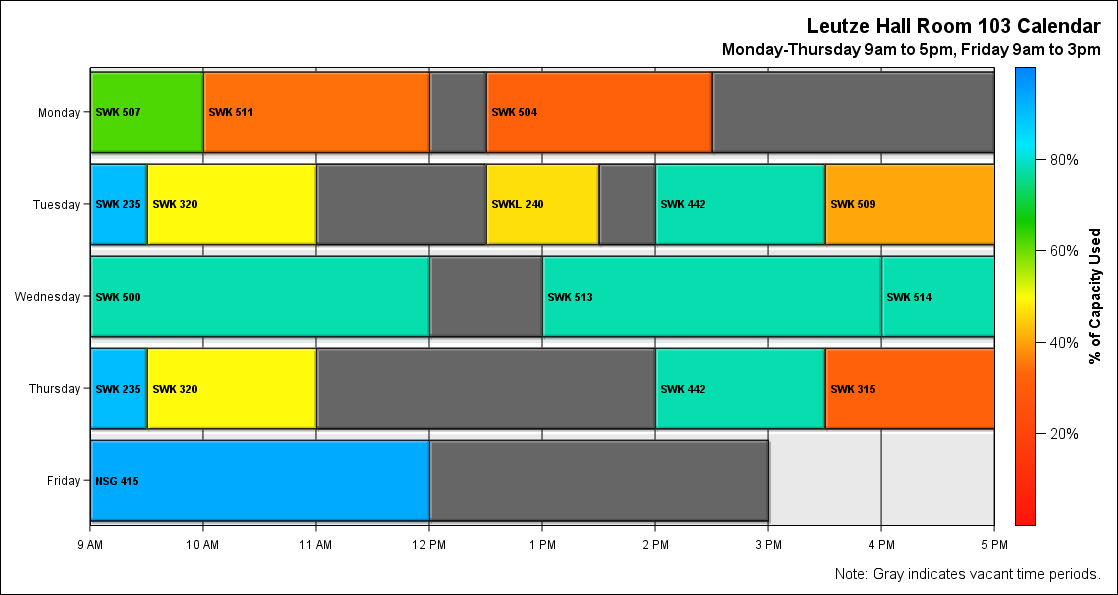 Leutze Hall Room 103 Calendar
Monday-Thursday 9am to 5pm, Friday 9am to 3pm
Monday
SWK 507
SWK 511
SWK 504
Tuesday
SWK 235
SWK 320
SWKL 240
SWK 442
SWK 509
Wednesday
SWK 500
SWK 513
SWK 514
Thursday
SWK 235
SWK 320
SWK 442
SWK 315
Friday
NSG 415
9 AM
10 AM
11 AM
12 PM
1 PM
2 PM
3 PM
4 PM
5 PM
80%
60%
40%
20%
% of Capacity Used
Note: Gray indicates vacant time periods.